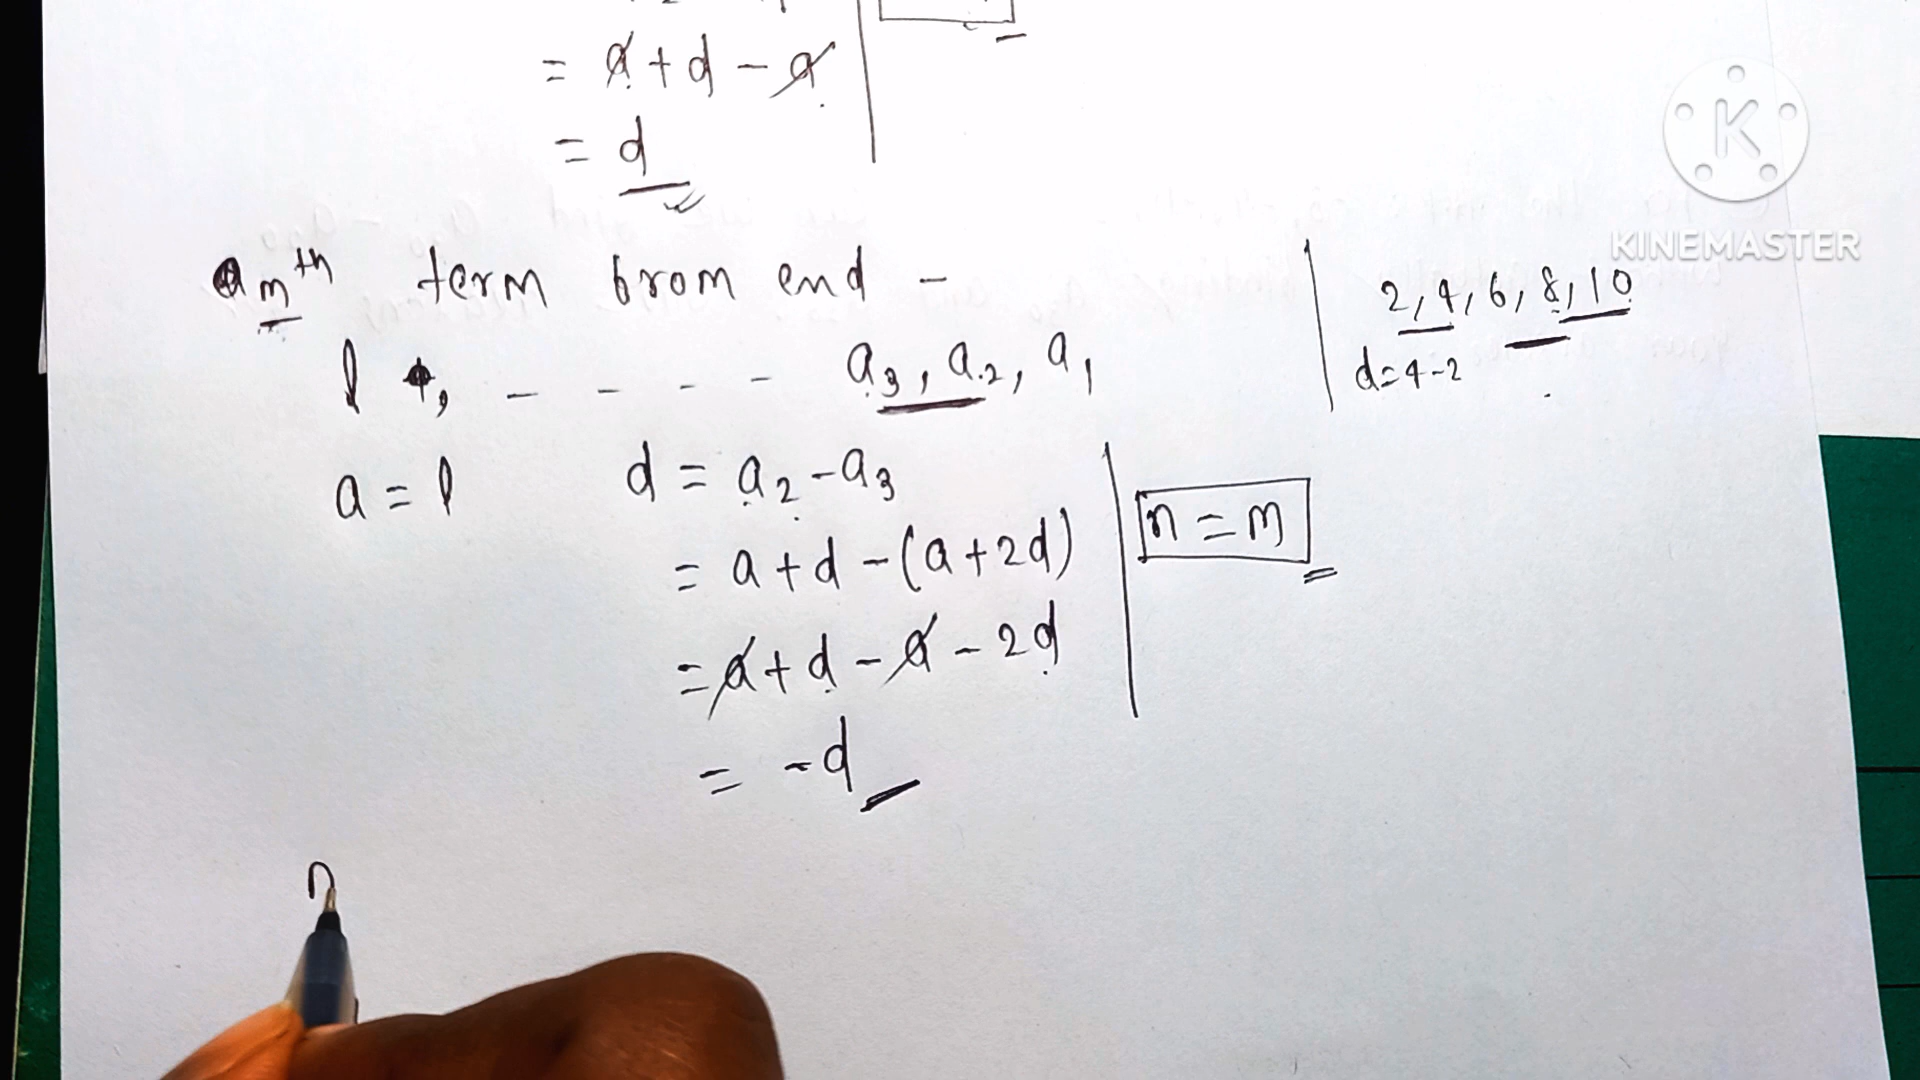 = a + d - a
= d
m th term from end -
l , - - - - a3, a2, a1
a = l
d = a2 - a3
= a + d - (a + 2d)
= a + d - a - 2d
= - d
n = m
2, 4, 6, 8, 10
d = 4 - 2
n
K
KINEMASTER